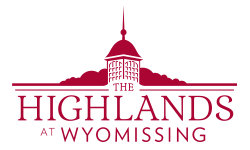 THE
HIGHLANDS
AT WYOMISSING